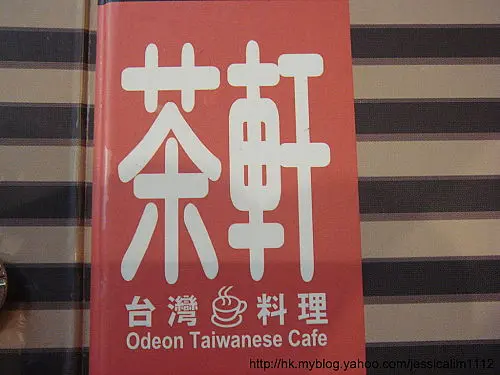 茶軒
台灣料理
Odeon Taiwanese Cafe
http://hk.myblog.yahoo.com/jessicalim1112